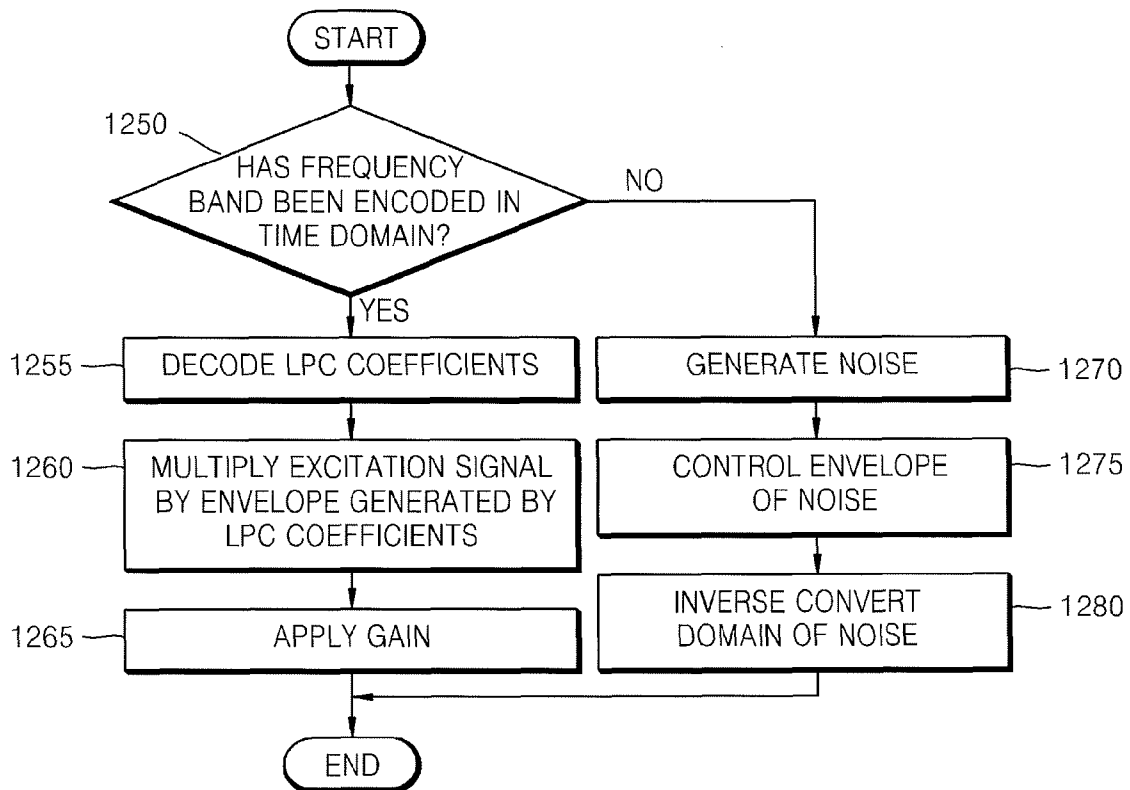 START
1250
HAS FREQUENCY
BAND BEEN ENCODED IN
TIME DOMAIN?
NO
YES
1255
DECODE LPC COEFFICIENTS
GENERATE NOISE
1270
1260
MULTIPLY EXCITATION SIGNAL
BY ENVELOPE GENERATED BY
LPC COEFFICIENTS
CONTROL ENVELOPE
OF NOISE
1275
1265
APPLY GAIN
INVERSE CONVERT
DOMAIN OF NOISE
1280
END